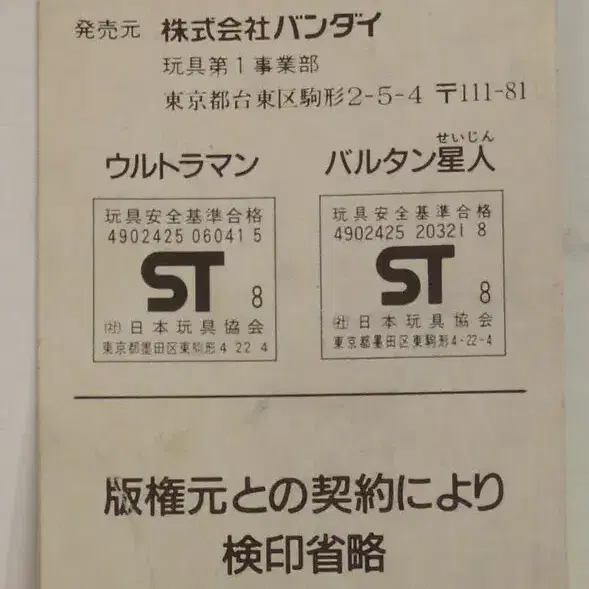 発売元 株式会社バンダイ
玩具第1事業部
東京都台東区駒形2-5-4 〒111-81
ウルトラマン
玩具安全基準合格
4902425 06041 5
ST 8
㈳日本玩具協会
東京都墨田区東駒形4 22 4
せいじん
バルタン星人
玩具安全基準合格
4902425 20321 8
ST 8
㈳日本玩具協会
東京都墨田区東駒形4-22-4
版権元との契約により
検印省略